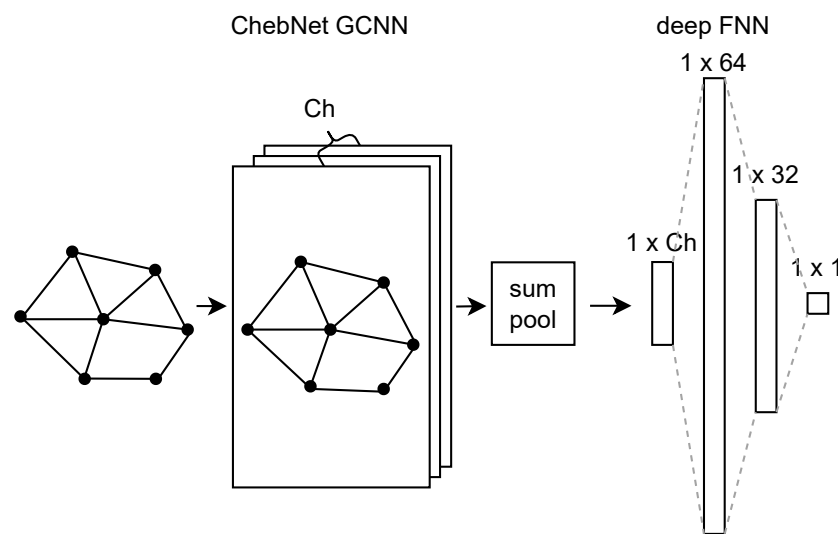 ChebNet GCNN
deep FNN
1 x 64
Ch
1 x 32
1 x Ch
1 x 1
sum
pool